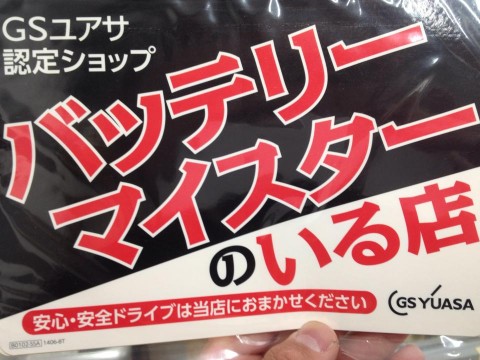 GSユアサ
認定ショップ
バッテリー
マイスター
のいる店
安心・安全ドライブは当店におまかせください
GS YUASA